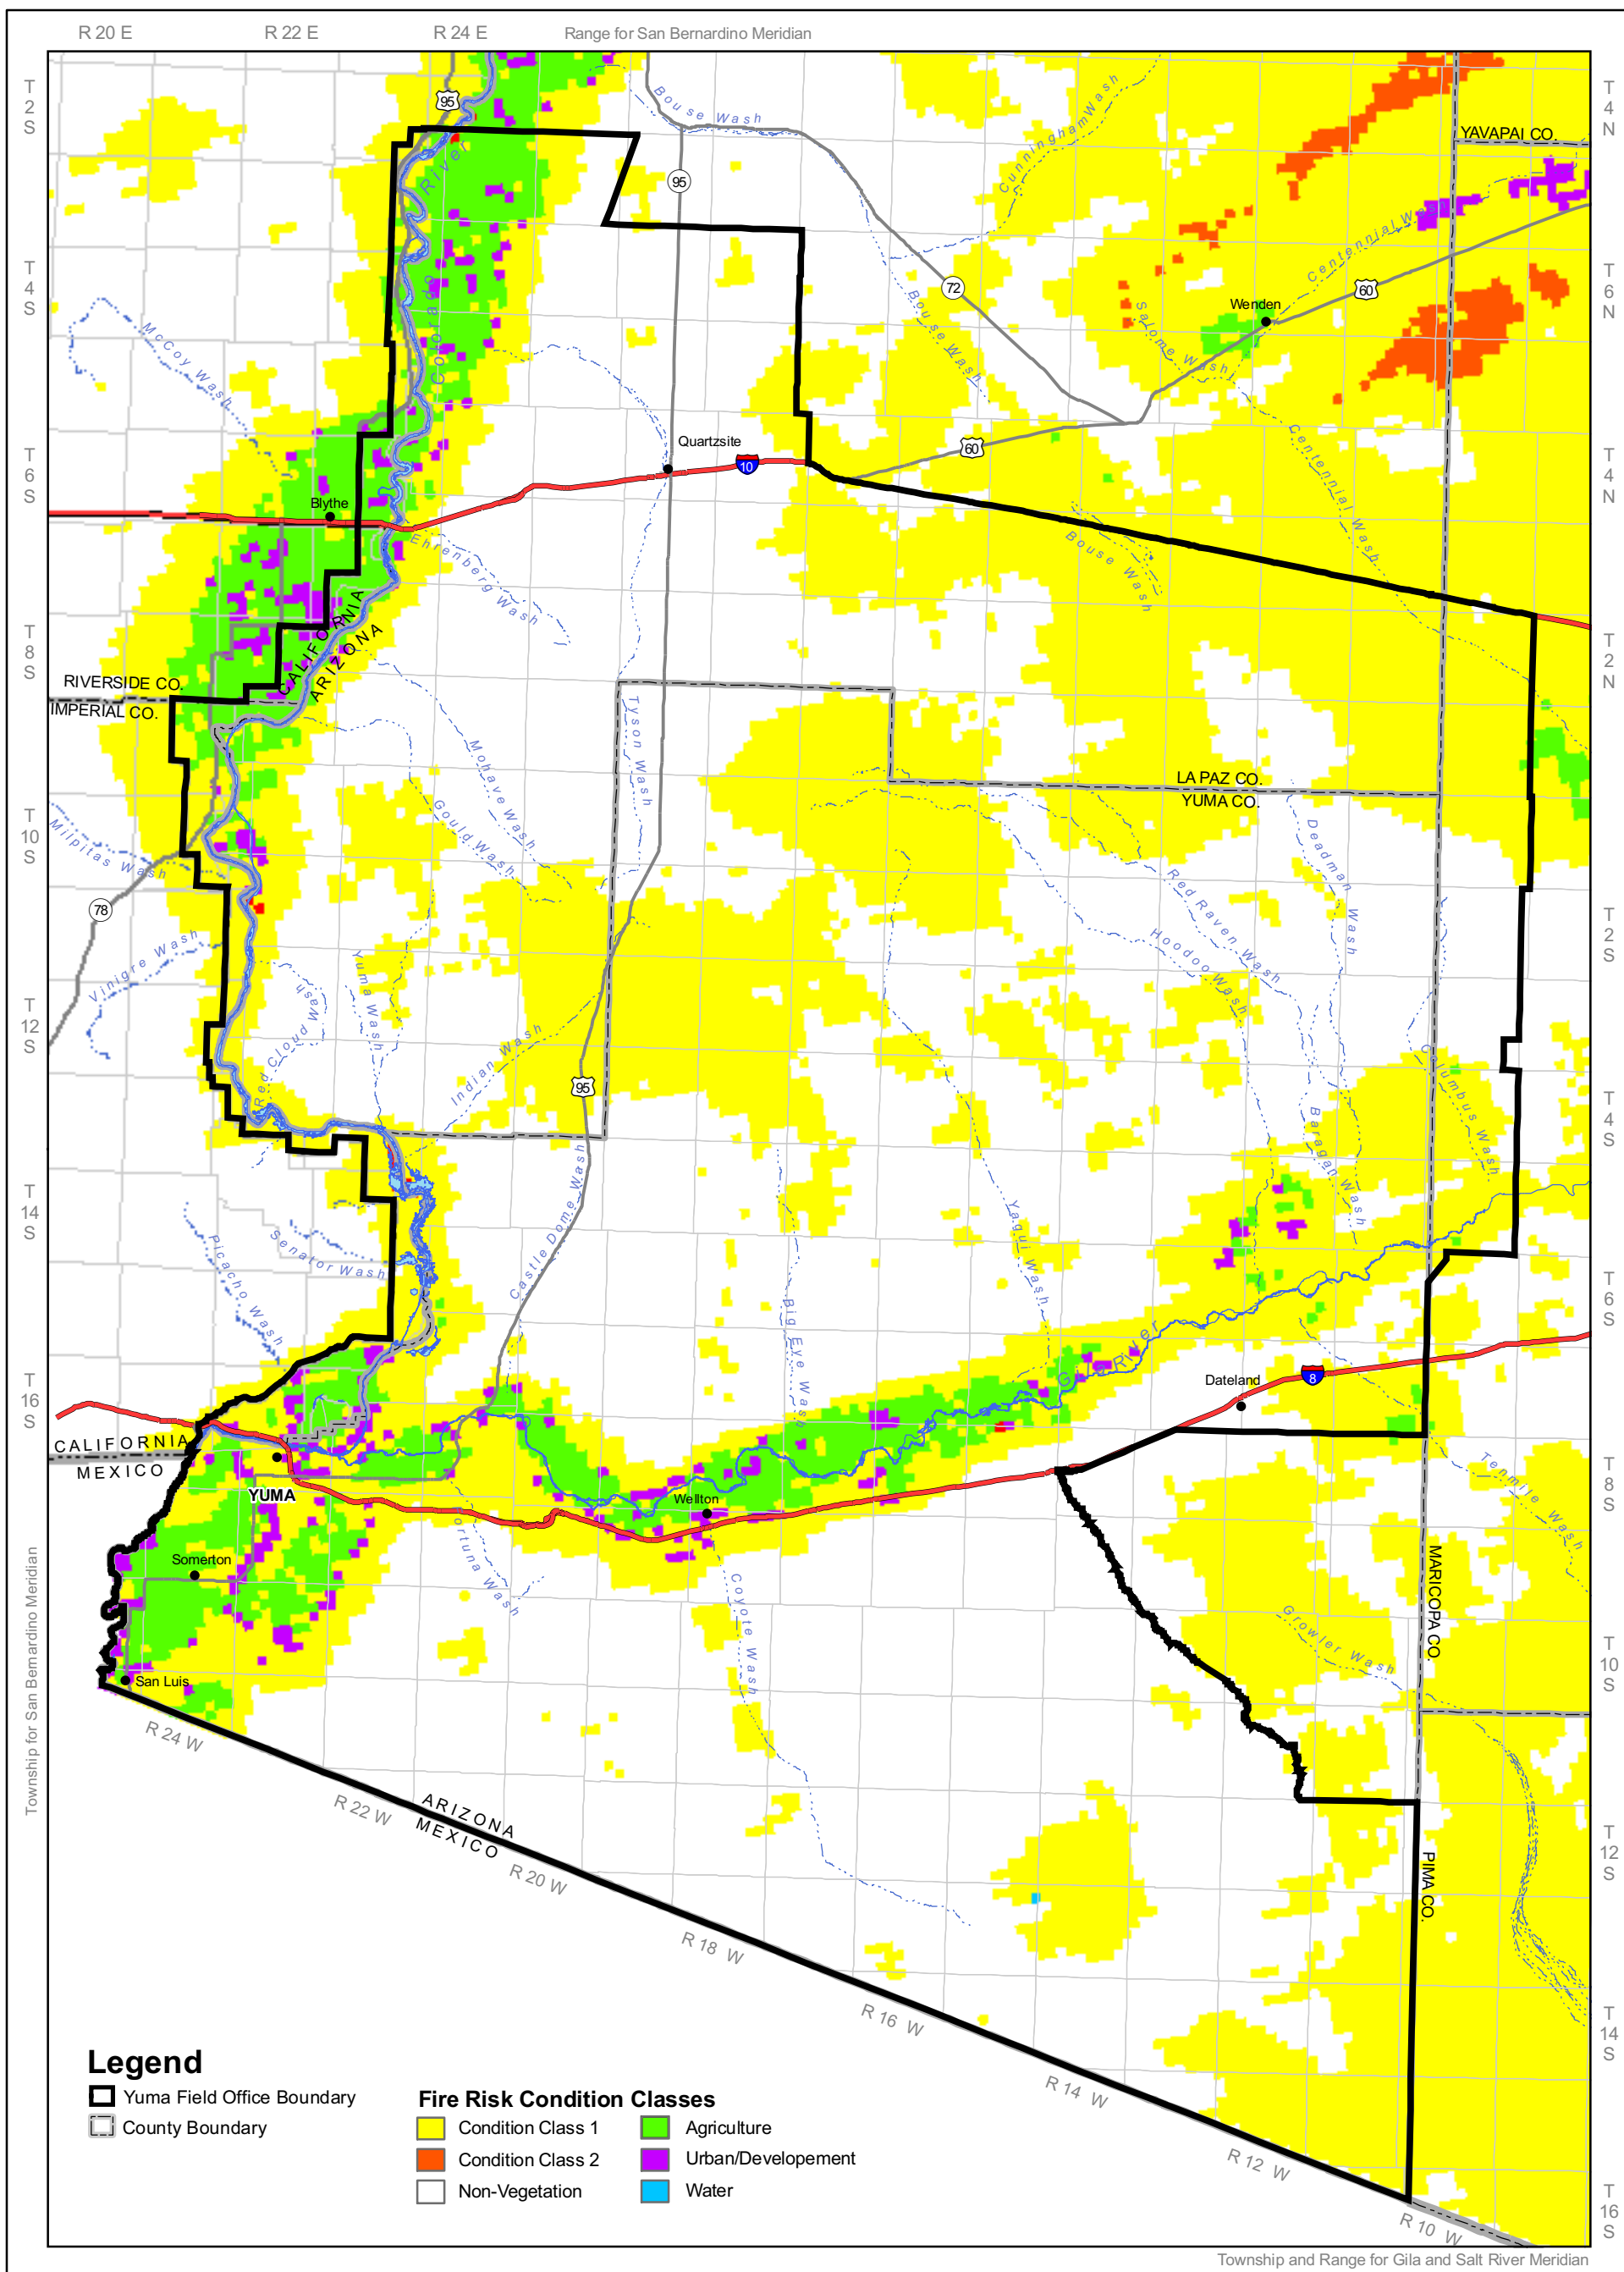 R 20 E
R 22 E
R 24 E
Range for San Bernardino Meridian
T
2
S
T
4
S
T
6
S
T
8
S
T
10
S
T
12
S
T
14
S
T
16
S
Township for San Bernardino Meridian
T
4
N
T
6
N
T
4
N
T
2
N
T
2
S
T
4
S
T
6
S
T
8
S
T
10
S
T
12
S
T
14
S
T
16
S
95
Bouse Wash
Cunningham Wash
YAVAPAI CO.
95
Colorado River
Centennial Wash
72
60
Wenden
Bouse Wash
Salome Wash
McCoy Wash
Quartzsite
10
60
Centennial Wash
Blythe
Ehrenberg Wash
Bouse Wash
CALIFORNIA
ARIZONA
RIVERSIDE CO.
IMPERIAL CO.
Tyson Wash
Mohave Wash
Gould Wash
LA PAZ CO.
YUMA CO.
Milpitas Wash
Deadman Wash
78
Red Raven Wash
Hoodoo Wash
Vinigre Wash
Yuma Wash
Red Cloud Wash
Indian Wash
95
Columbus Wash
Baragan Wash
Castle Dome Wash
Yaqui Wash
Picacho Wash
Senator Wash
Big Eye Wash
Gila River
Dateland
8
CALIFORNIA
MEXICO
YUMA
Wellton
Tenmile Wash
Fortuna Wash
Somerton
Coyote Wash
MARICOPA CO.
Growler Wash
San Luis
R 24 W
R 22 W
ARIZONA
MEXICO
R 20 W
PIMA CO.
R 18 W
R 16 W
R 14 W
R 12 W
R 10 W
Legend
Yuma Field Office Boundary
County Boundary
Fire Risk Condition Classes
Condition Class 1
Condition Class 2
Non-Vegetation
Agriculture
Urban/Developement
Water
Township and Range for Gila and Salt River Meridian